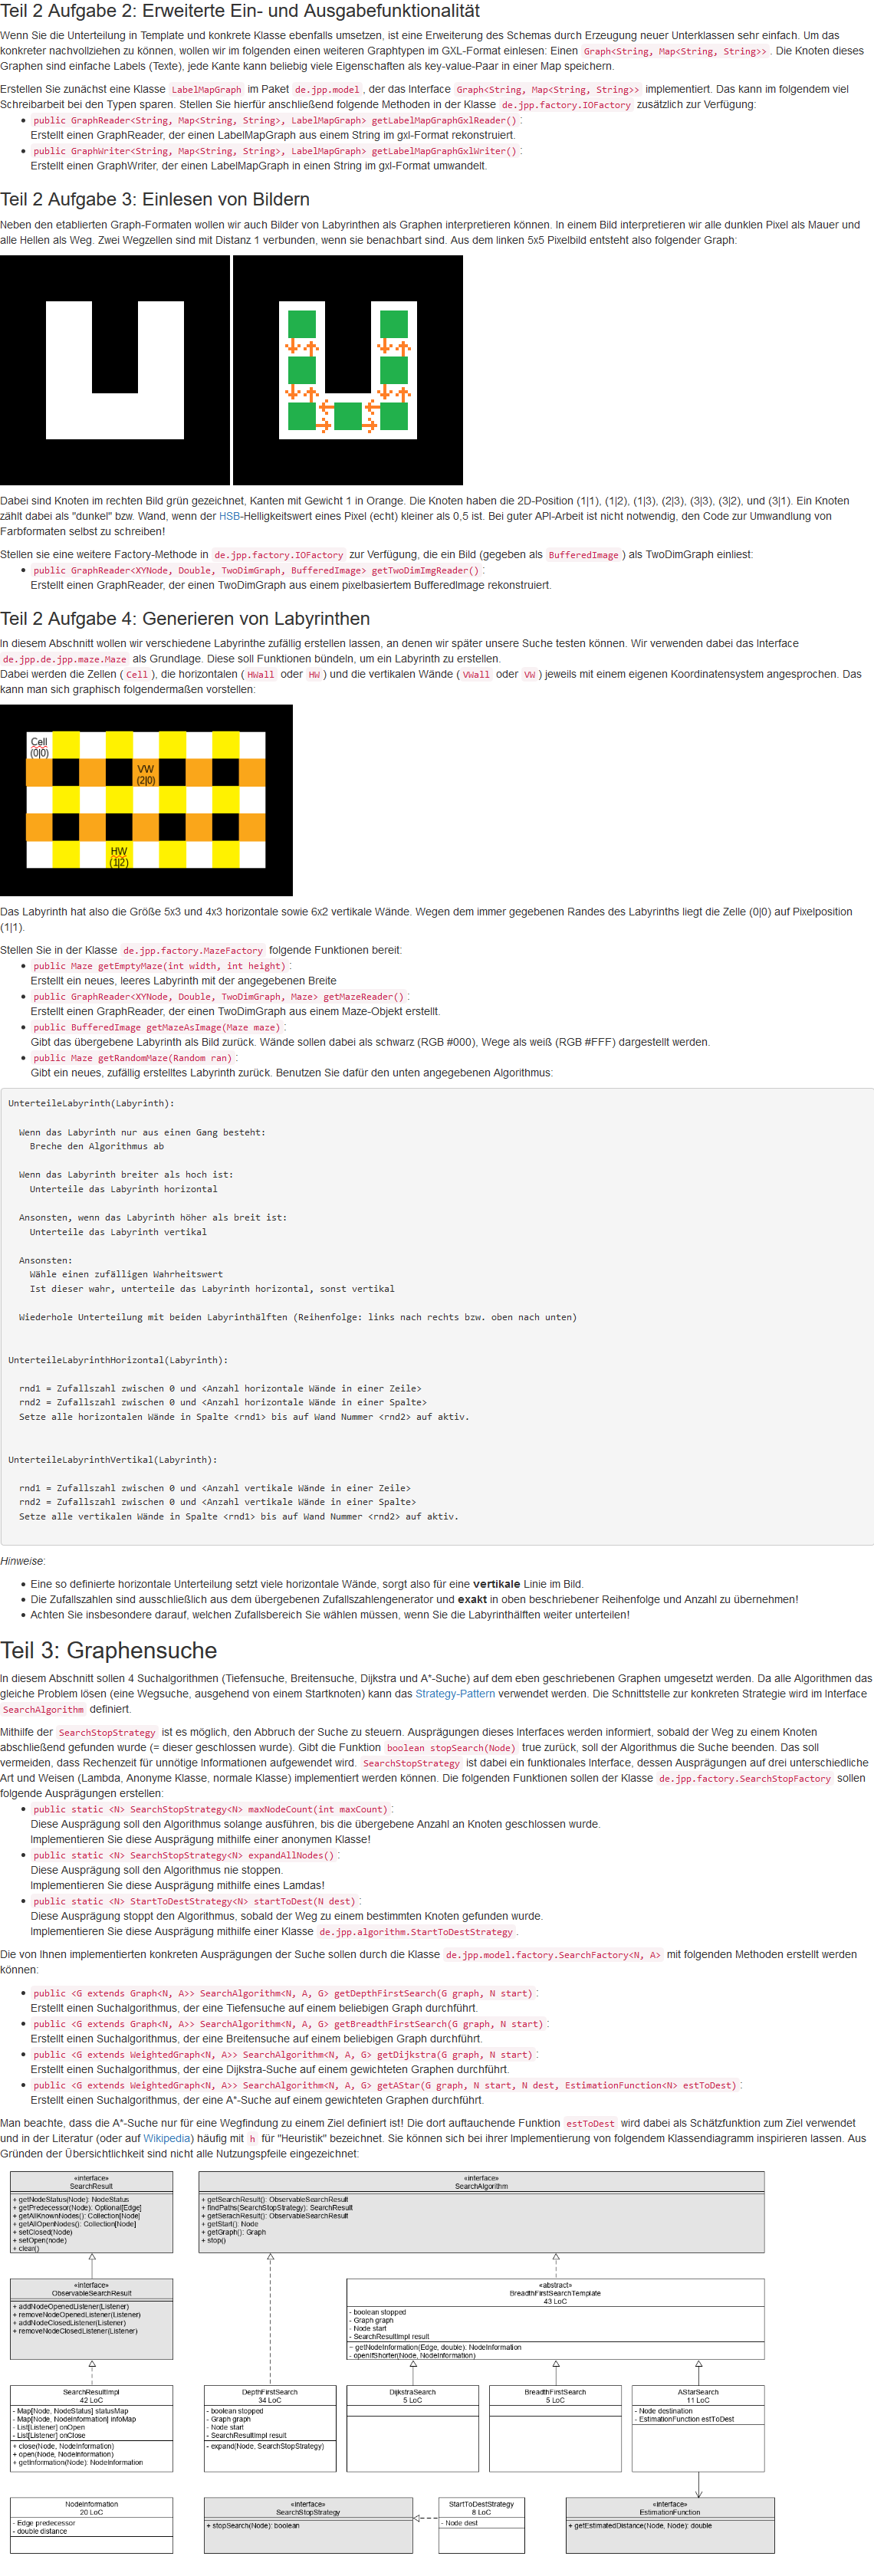 Teil 2 Aufgabe 2: Erweiterte Ein- und Ausgabefunktionalität
Wenn Sie die Unterteilung in Template und konkrete Klasse ebenfalls umsetzen, ist eine Erweiterung des Schemas durch Erzeugung neuer Unterklassen sehr einfach. Um das
konkreter nachvollziehen zu können, wollen wir im folgenden einen weiteren Graphtypen im GXL-Format einlesen: Einen Graph<String, Map<String, String>>. Die Knoten dieses
Graphen sind einfache Labels (Texte), jede Kante kann beliebig viele Eigenschaften als key-value-Paar in einer Map speichern.
Erstellen Sie zunächst eine Klasse LabelMapGraph im Paket de.jpp.model, der das Interface Graph<String, Map<String, String>> implementiert. Das kann im folgendem viel
Schreibarbeit bei den Typen sparen. Stellen Sie hierfür anschließend folgende Methoden in der Klasse de.jpp.factory.IOFactory zusätzlich zur Verfügung:
• public GraphReader<String, Map<String, String>, LabelMapGraph> getLabelMapGraphGxlReader():
Erstellt einen GraphReader, der einen LabelMapGraph aus einem String im gxl-Format rekonstruiert.
• public GraphWriter<String, Map<String, String>, LabelMapGraph> getLabelMapGraphGxlWriter():
Erstellt einen GraphWriter, der einen LabelMapGraph in einen String im gxl-Format umwandelt.
Teil 2 Aufgabe 3: Einlesen von Bildern
Neben den etablierten Graph-Formaten wollen wir auch Bilder von Labyrinthen als Graphen interpretieren können. In einem Bild interpretieren wir alle dunklen Pixel als Mauer und
alle Hellen als Weg. Zwei Wegzellen sind mit Distanz 1 verbunden, wenn sie benachbart sind. Aus dem linken 5x5 Pixelbild entsteht also folgender Graph:
Dabei sind Knoten im rechten Bild grün gezeichnet, Kanten mit Gewicht 1 in Orange. Die Knoten haben die 2D-Position (1|1), (1|2), (1|3), (2|3), (3|3), (3|2), und (3|1). Ein Knoten
zählt dabei als "dunkel" bzw. Wand, wenn der HSB-Helligkeitswert eines Pixel (echt) kleiner als 0,5 ist. Bei guter API-Arbeit ist nicht notwendig, den Code zur Umwandlung von
Farbformaten selbst zu schreiben!
Stellen sie eine weitere Factory-Methode in de.jpp.factory.IOFactory zur Verfügung, die ein Bild (gegeben als BufferedImage) als TwoDimGraph einliest:
• public GraphReader<XYNode, Double, TwoDimGraph, BufferedImage> getTwoDimImgReader():
Erstellt einen GraphReader, der einen TwoDimGraph aus einem pixelbasiertem BufferedImage rekonstruiert.
Teil 2 Aufgabe 4: Generieren von Labyrinthen
In diesem Abschnitt wollen wir verschiedene Labyrinthe zufällig erstellen lassen, an denen wir später unsere Suche testen können. Wir verwenden dabei das Interface
de.jpp.de.jpp.maze.Maze als Grundlage. Diese soll Funktionen bündeln, um ein Labyrinth zu erstellen.
Dabei werden die Zellen (Cell), die horizontalen (HWall oder HW) und die vertikalen Wände (VWall oder VW) jeweils mit einem eigenen Koordinatensystem angesprochen. Das
kann man sich graphisch folgendermaßen vorstellen:
Cell
(0|0)
VW
(2|0)
HW
(1|2)
Das Labyrinth hat also die Größe 5x3 und 4x3 horizontale sowie 6x2 vertikale Wände. Wegen dem immer gegebenen Randes des Labyrinths liegt die Zelle (0|0) auf Pixelposition
(1|1).
Stellen Sie in der Klasse de.jpp.factory.MazeFactory folgende Funktionen bereit:
• public Maze getEmptyMaze(int width, int height):
Erstellt ein neues, leeres Labyrinth mit der angegebenen Breite
• public GraphReader<XYNode, Double, TwoDimGraph, Maze> getMazeReader():
Erstellt einen GraphReader, der einen TwoDimGraph aus einem Maze-Objekt erstellt.
• public BufferedImage getMazeAsImage(Maze maze):
Gibt das übergebene Labyrinth als Bild zurück. Wände sollen dabei als schwarz (RGB #000), Wege als weiß (RGB #FFF) dargestellt werden.
• public Maze getRandomMaze(Random ran):
Gibt ein neues, zufällig erstelltes Labyrinth zurück. Benutzen Sie dafür den unten angegebenen Algorithmus:
UnterteileLabyrinth(Labyrinth):
Wenn das Labyrinth nur aus einen Gang besteht:
Breche den Algorithmus ab
Wenn das Labyrinth breiter als hoch ist:
Unterteile das Labyrinth horizontal
Ansonsten, wenn das Labyrinth höher als breit ist:
Unterteile das Labyrinth vertikal
Ansonsten:
Wähle einen zufälligen Wahrheitswert
Ist dieser wahr, unterteile das Labyrinth horizontal, sonst vertikal
Wiederhole Unterteilung mit beiden Labyrinthälften (Reihenfolge: links nach rechts bzw. oben nach unten)
UnterteileLabyrinthHorizontal(Labyrinth):
rnd1 = Zufallszahl zwischen 0 und <Anzahl horizontale Wände in einer Zeile>
rnd2 = Zufallszahl zwischen 0 und <Anzahl horizontale Wände in einer Spalte>
Setze alle horizontalen Wände in Spalte <rnd1> bis auf Wand Nummer <rnd2> auf aktiv.
UnterteileLabyrinthVertikal(Labyrinth):
rnd1 = Zufallszahl zwischen 0 und <Anzahl vertikale Wände in einer Zeile>
rnd2 = Zufallszahl zwischen 0 und <Anzahl vertikale Wände in einer Spalte>
Setze alle vertikalen Wände in Spalte <rnd1> bis auf Wand Nummer <rnd2> auf aktiv.
Hinweise:
• Eine so definierte horizontale Unterteilung setzt viele horizontale Wände, sorgt also für eine vertikale Linie im Bild.
• Die Zufallszahlen sind ausschließlich aus dem übergebenen Zufallszahlengenerator und exakt in oben beschriebener Reihenfolge und Anzahl zu übernehmen!
• Achten Sie insbesondere darauf, welchen Zufallsbereich Sie wählen müssen, wenn Sie die Labyrinthhälften weiter unterteilen!
Teil 3: Graphensuche
In diesem Abschnitt sollen 4 Suchalgorithmen (Tiefensuche, Breitensuche, Dijkstra und A*-Suche) auf dem eben geschriebenen Graphen umgesetzt werden. Da alle Algorithmen das
gleiche Problem lösen (eine Wegsuche, ausgehend von einem Startknoten) kann das Strategy-Pattern verwendet werden. Die Schnittstelle zur konkreten Strategie wird im Interface
SearchAlgorithm definiert.
Mithilfe der SearchStopStrategy ist es möglich, den Abbruch der Suche zu steuern. Ausprägungen dieses Interfaces werden informiert, sobald der Weg zu einem Knoten
abschließend gefunden wurde (= dieser geschlossen wurde). Gibt die Funktion boolean stopSearch(Node) true zurück, soll der Algorithmus die Suche beenden. Das soll
vermeiden, dass Rechenzeit für unnötige Informationen aufgewendet wird. SearchStopStrategy ist dabei ein funktionales Interface, dessen Ausprägungen auf drei unterschiedliche
Art und Weisen (Lambda, Anonyme Klasse, normale Klasse) implementiert werden können. Die folgenden Funktionen sollen der Klasse de.jpp.factory.SearchStopFactory sollen
folgende Ausprägungen erstellen:
• public static <N> SearchStopStrategy<N> maxNodeCount(int maxCount):
Diese Ausprägung soll den Algorithmus solange ausführen, bis die übergebene Anzahl an Knoten geschlossen wurde.
Implementieren Sie diese Ausprägung mithilfe einer anonymen Klasse!
• public static <N> SearchStopStrategy<N> expandAllNodes():
Diese Ausprägung soll den Algorithmus nie stoppen.
Implementieren Sie diese Ausprägung mithilfe eines Lamdas!
• public static <N> StartToDestStrategy<N> startToDest(N dest):
Diese Ausprägung stoppt den Algorithmus, sobald der Weg zu einem bestimmten Knoten gefunden wurde.
Implementieren Sie diese Ausprägung mithilfe einer Klasse de.jpp.algorithm.StartToDestStrategy.
Die von Ihnen implementierten konkreten Ausprägungen der Suche sollen durch die Klasse de.jpp.model.factory.SearchFactory<N, A> mit folgenden Methoden erstellt werden
können:
• public <G extends Graph<N, A>> SearchAlgorithm<N, A, G> getDepthFirstSearch(G graph, N start):
Erstellt einen Suchalgorithmus, der eine Tiefensuche auf einem beliebigen Graph durchführt.
• public <G extends Graph<N, A>> SearchAlgorithm<N, A, G> getBreadthFirstSearch(G graph, N start):
Erstellt einen Suchalgorithmus, der eine Breitensuche auf einem beliebigen Graph durchführt.
• public <G extends WeightedGraph<N, A>> SearchAlgorithm<N, A, G> getDijkstra(G graph, N start):
Erstellt einen Suchalgorithmus, der eine Dijkstra-Suche auf einem gewichteten Graphen durchführt.
• public <G extends WeightedGraph<N, A>> SearchAlgorithm<N, A, G> getAStar(G graph, N start, N dest, EstimationFunction<N> estToDest):
Erstellt einen Suchalgorithmus, der eine A*-Suche auf einem gewichteten Graphen durchführt.
Man beachte, dass die A*-Suche nur für eine Wegfindung zu einem Ziel definiert ist! Die dort auftauchende Funktion estToDest wird dabei als Schätzfunktion zum Ziel verwendet
und in der Literatur (oder auf Wikipedia) häufig mit h für "Heuristik" bezeichnet. Sie können sich bei ihrer Implementierung von folgendem Klassendiagramm inspirieren lassen. Aus
Gründen der Übersichtlichkeit sind nicht alle Nutzungspfeile eingezeichnet:
«interface»
SearchResult
+ getNodeStatus(Node): NodeStatus
+ getPredecessor(Node): Optional[Edge]
+ getAllKnownNodes(): Collection[Node]
+ getAllOpenNodes(): Collection[Node]
+ setClosed(Node)
+ setOpen(node)
+ clear()
«interface»
SearchAlgorithm
+ getSearchResult(): ObservableSearchResult
+ findPaths(SearchStopStrategy): SearchResult
+ getSerachResult(): ObservableSearchResult
+ getStart(): Node
+ getGraph(): Graph
+ stop()
«interface»
ObservableSearchResult
+ addNodeOpenedListener(Listener)
+ removeNodeOpenedListener(Listener)
+ addNodeClosedListener(Listener)
+ removeNodeClosedListener(Listener)
«abstract»
BreadthFirstSearchTemplate
43 LoC
- boolean stopped
- Graph graph
- Node start
- SearchResultImpl result
~ getNodeInformation(Edge, double): NodeInformation
- openIfShorter(Node, NodeInformation)
SearchResultImpl
42 LoC
- Map[Node, NodeStatus] statusMap
- Map[Node, NodeInformation] infoMap
- List[Listener] onOpen
- List[Listener] onClose
+ close(Node, NodeInformation)
+ open(Node, NodeInformation)
+ getInformation(Node): NodeInformation
DepthFirstSearch
34 LoC
- boolean stopped
- Graph graph
- Node start
- SearchResultImpl result
- expand(Node, SearchStopStrategy)
DijkstraSearch
5 LoC
BreadthFirstSearch
5 LoC
AStarSearch
11 LoC
- Node destination
- EstimationFunction estToDest
NodeInformation
20 LoC
- Edge predecessor
- double distance
«interface»
SearchStopStrategy
+ stopSearch(Node): boolean
StartToDestStrategy
8 LoC
- Node dest
«interface»
EstimationFunction
+ getEstimatedDistance(Node, Node): double